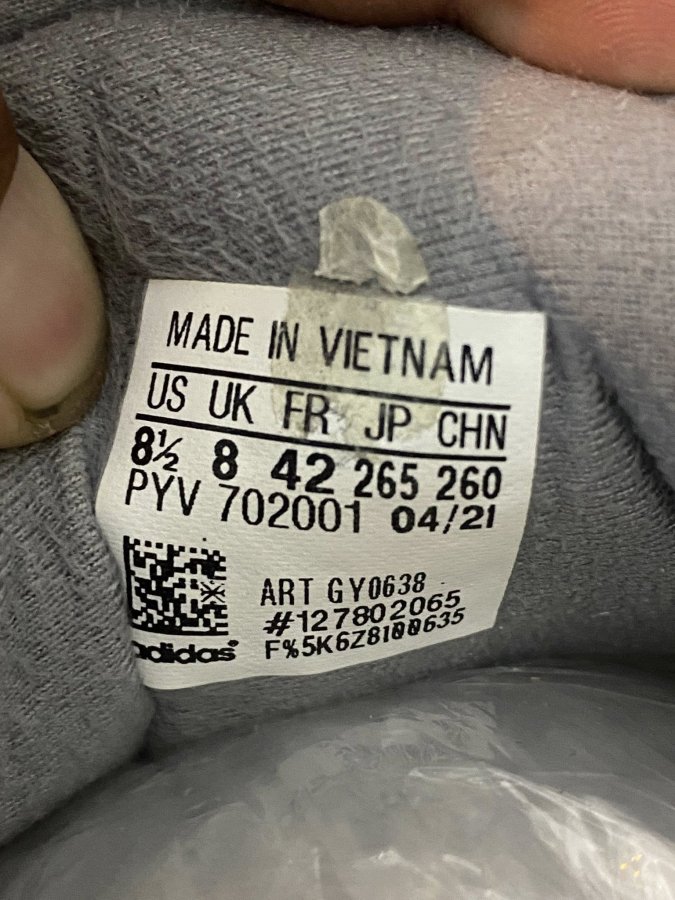 MADE IN VIETNAM
US UK FR JP CHN
8½ 8 42 265 260
PYV 702001 04/21
ART GY0638
#127802065
F%5K6Z8100635
adidas